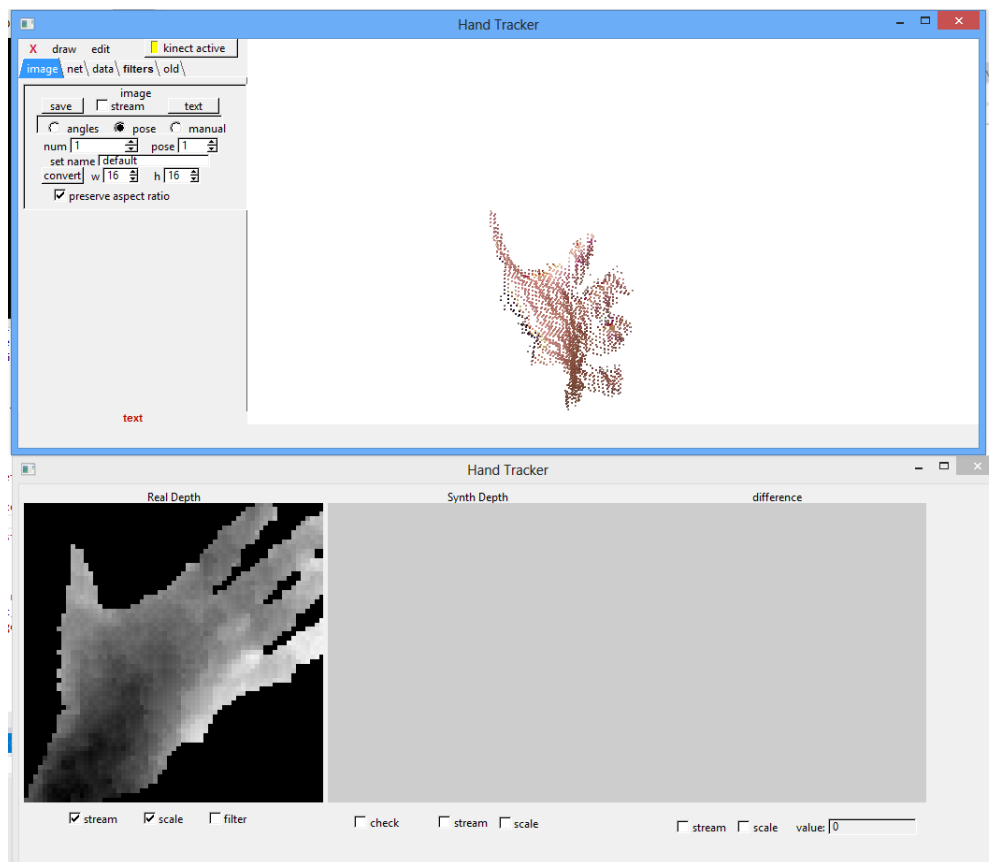 Hand Tracker
X draw edit kinect active
image net data filters old
image
save stream text
angles pose manual
num 1 pose 1
set name default
convert w 16 h 16
preserve aspect ratio
text
Hand Tracker
Real Depth Synth Depth difference
stream scale filter check stream scale stream scale value: 0